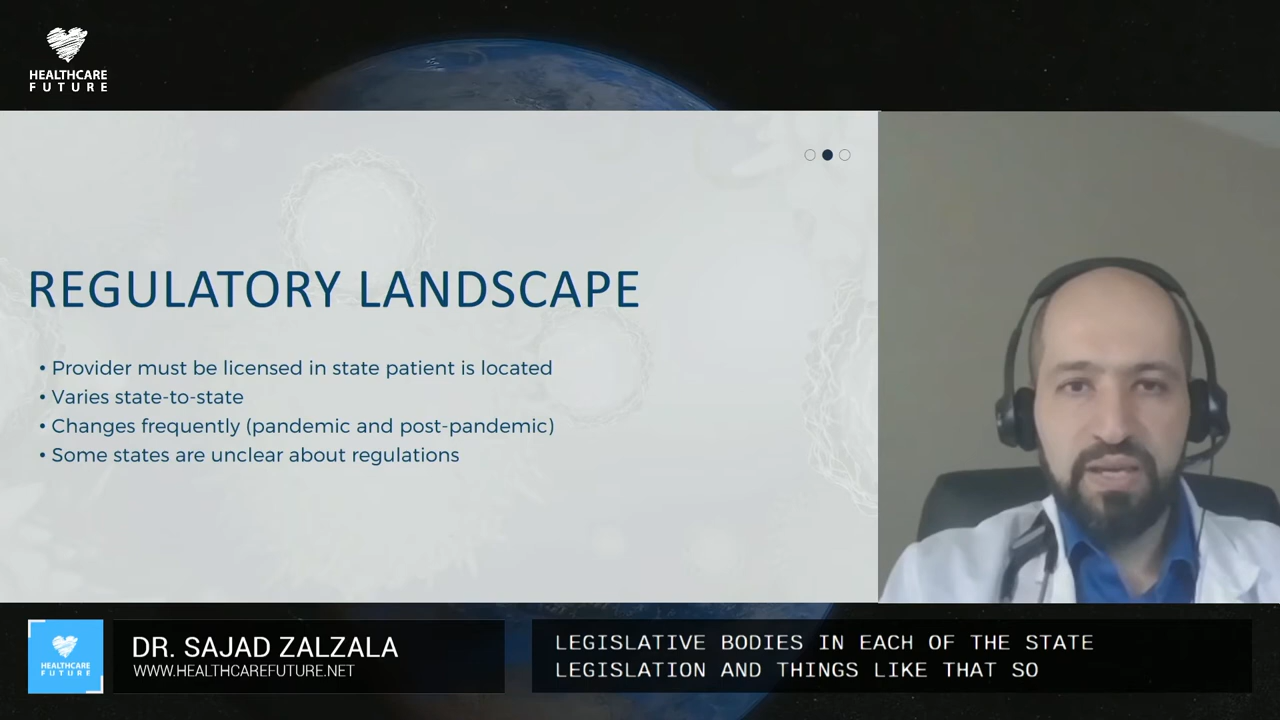 HEALTHCARE
FUTURE
REGULATORY LANDSCAPE
• Provider must be licensed in state patient is located
• Varies state-to-state
• Changes frequently (pandemic and post-pandemic)
• Some states are unclear about regulations
HEALTHCARE
FUTURE
DR. SAJAD ZALZALA
WWW.HEALTHCAREFUTURE.NET
LEGISLATIVE BODIES IN EACH OF THE STATE
LEGISLATION AND THINGS LIKE THAT SO